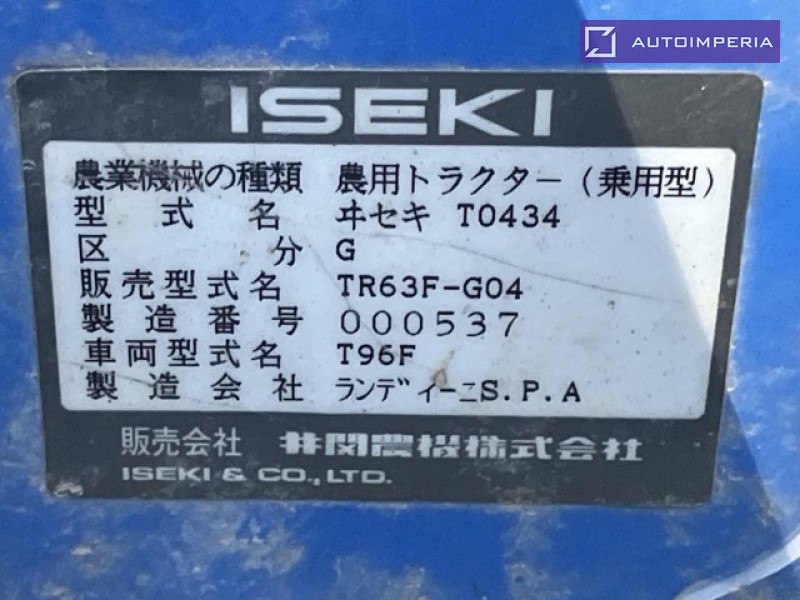 AUTOIMPERIA
ISEKI
農業機械の種類 農用トラクター(乗用型)
型式名 ヰセキ T0434
区分 G
販売型式名 TR63F-G04
製造番号 000537
車両型式名 T96F
製造会社 ランディーニS.P.A
販売会社 井関農機株式会社
ISEKI & CO.,LTD.